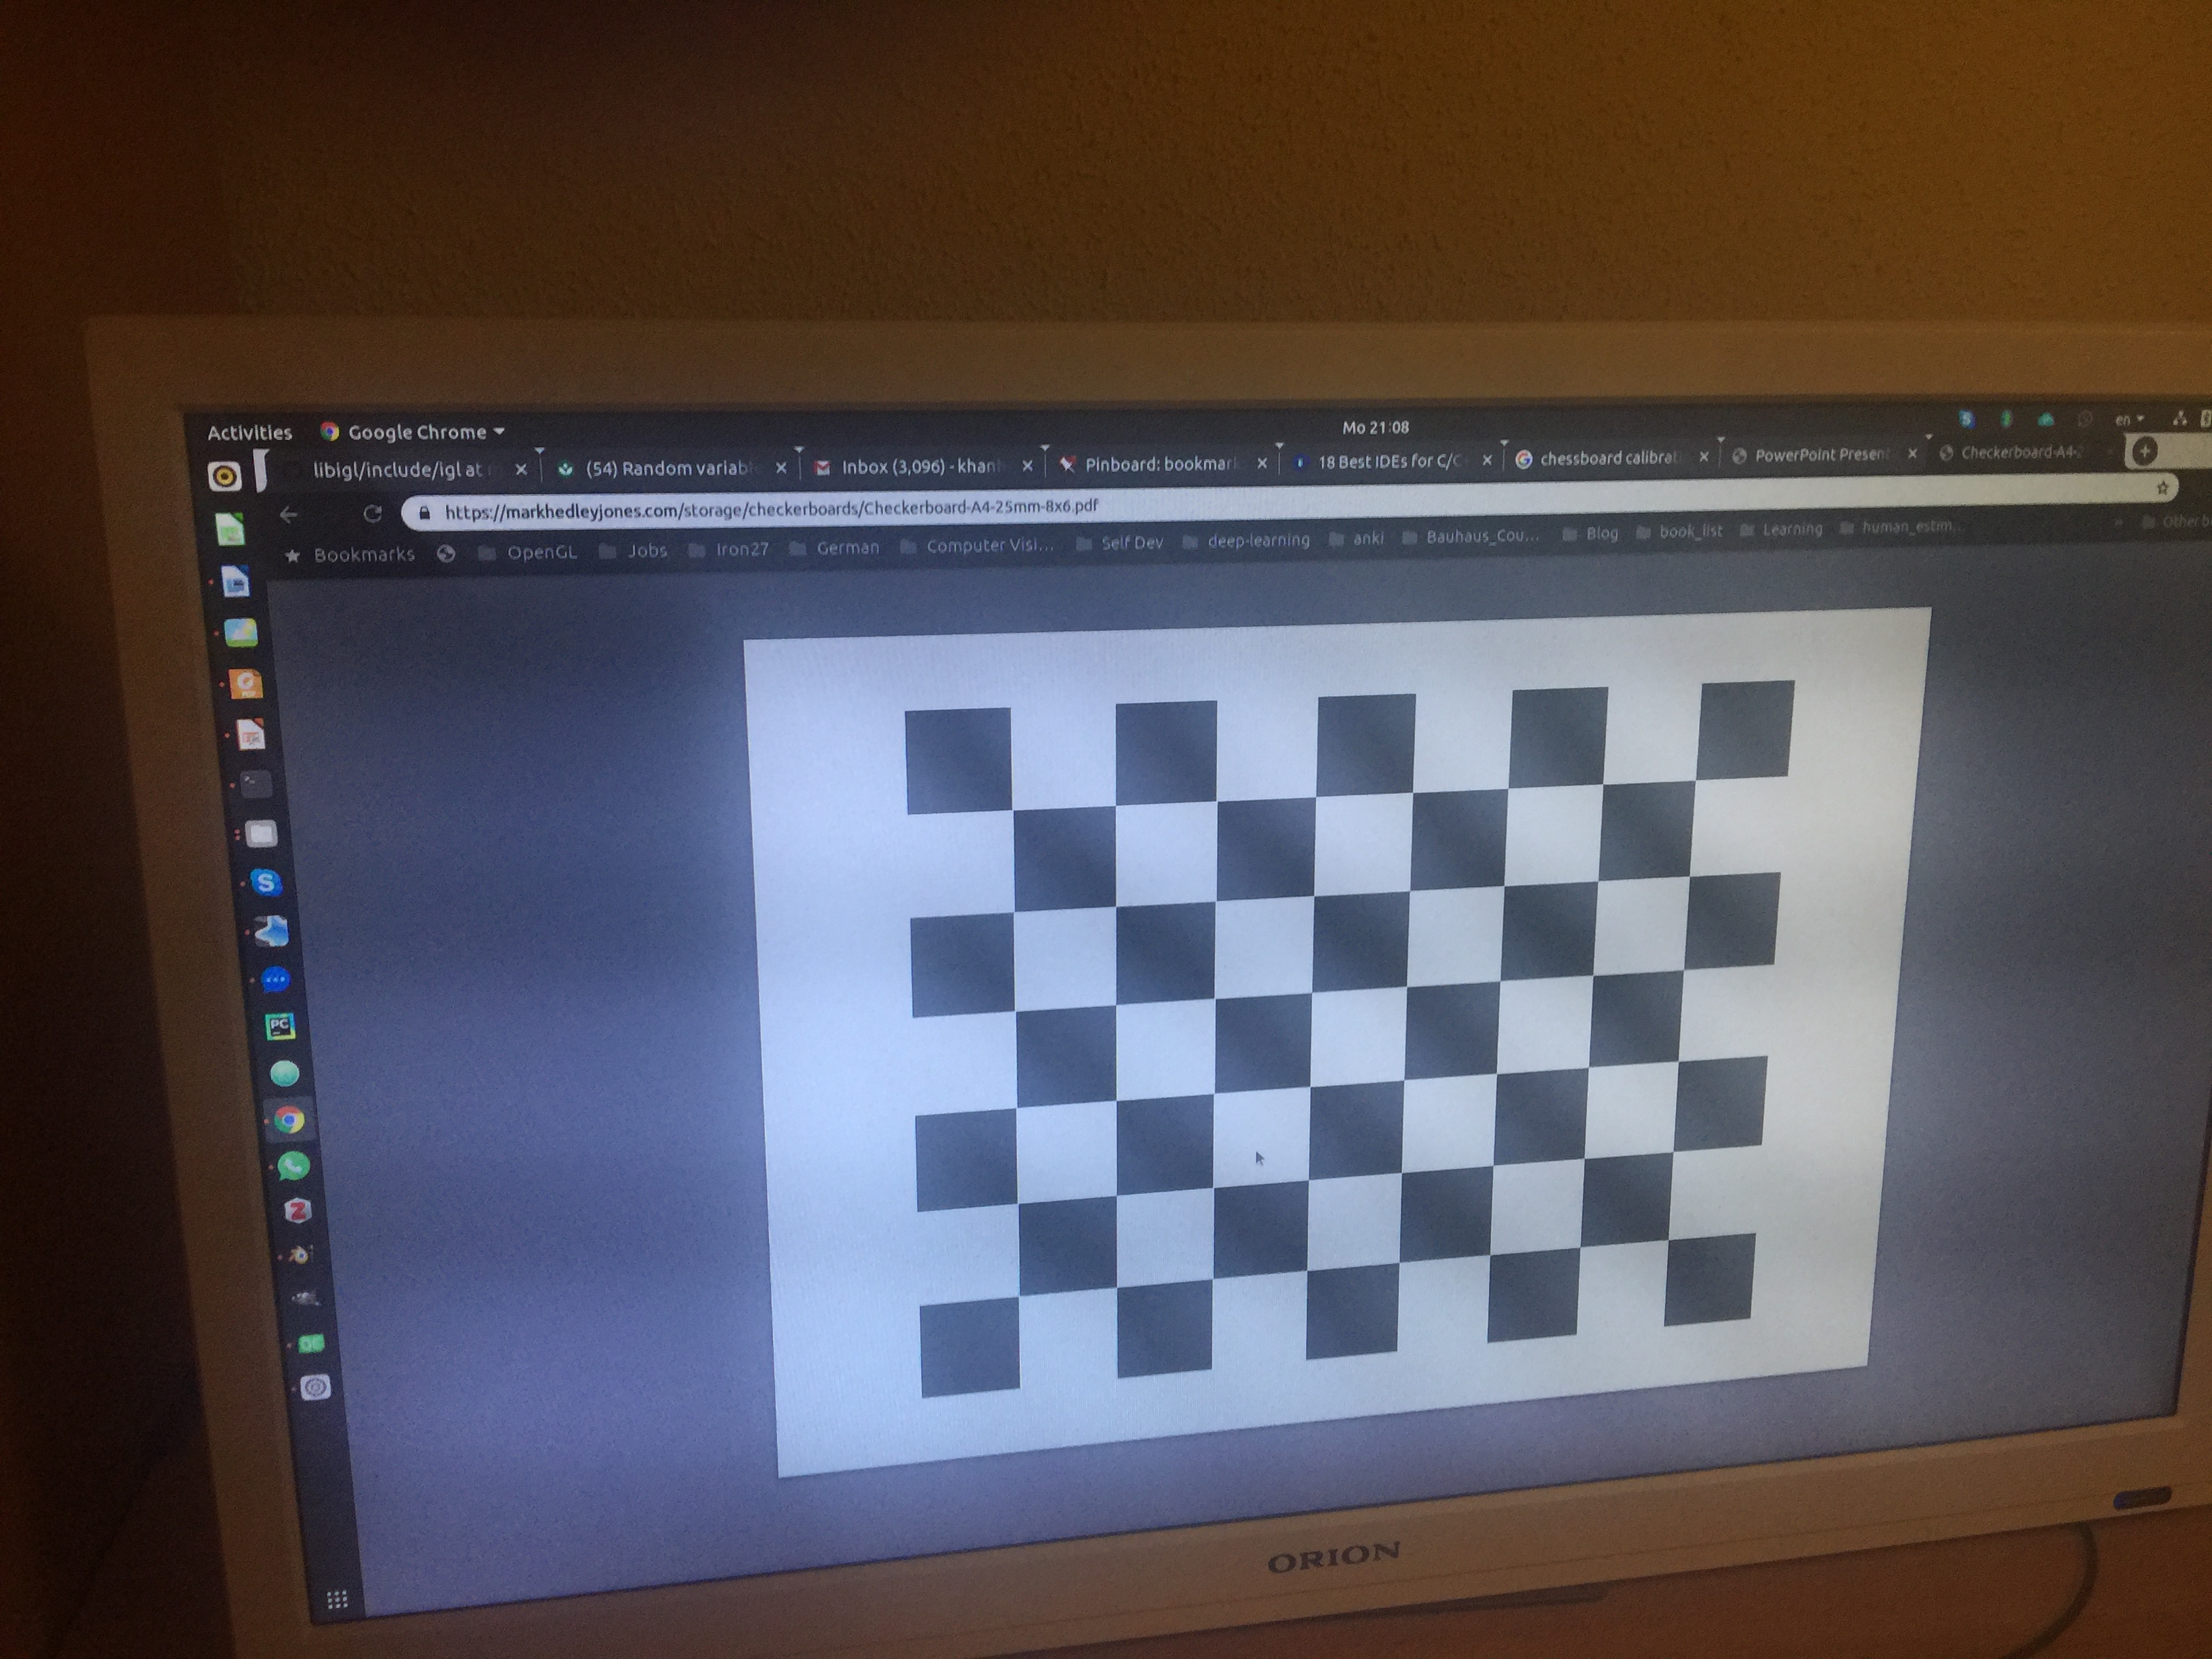 Activities Google Chrome Mo 21:08 en
libigl/include/igl at (54) Random variabl Inbox (3,096) - khanh Pinboard: bookmark 18 Best IDEs for C/C chessboard calibrat PowerPoint Present Checkerboard-A4-2
https://markhedleyjones.com/storage/checkerboards/Checkerboard-A4-25mm-8x6.pdf
Bookmarks OpenGL Jobs Iron27 German Computer Visi... Self Dev deep-learning anki Bauhaus_Cou... Blog book_list Learning human_estim... » Other b
S
PC
Z
ORION